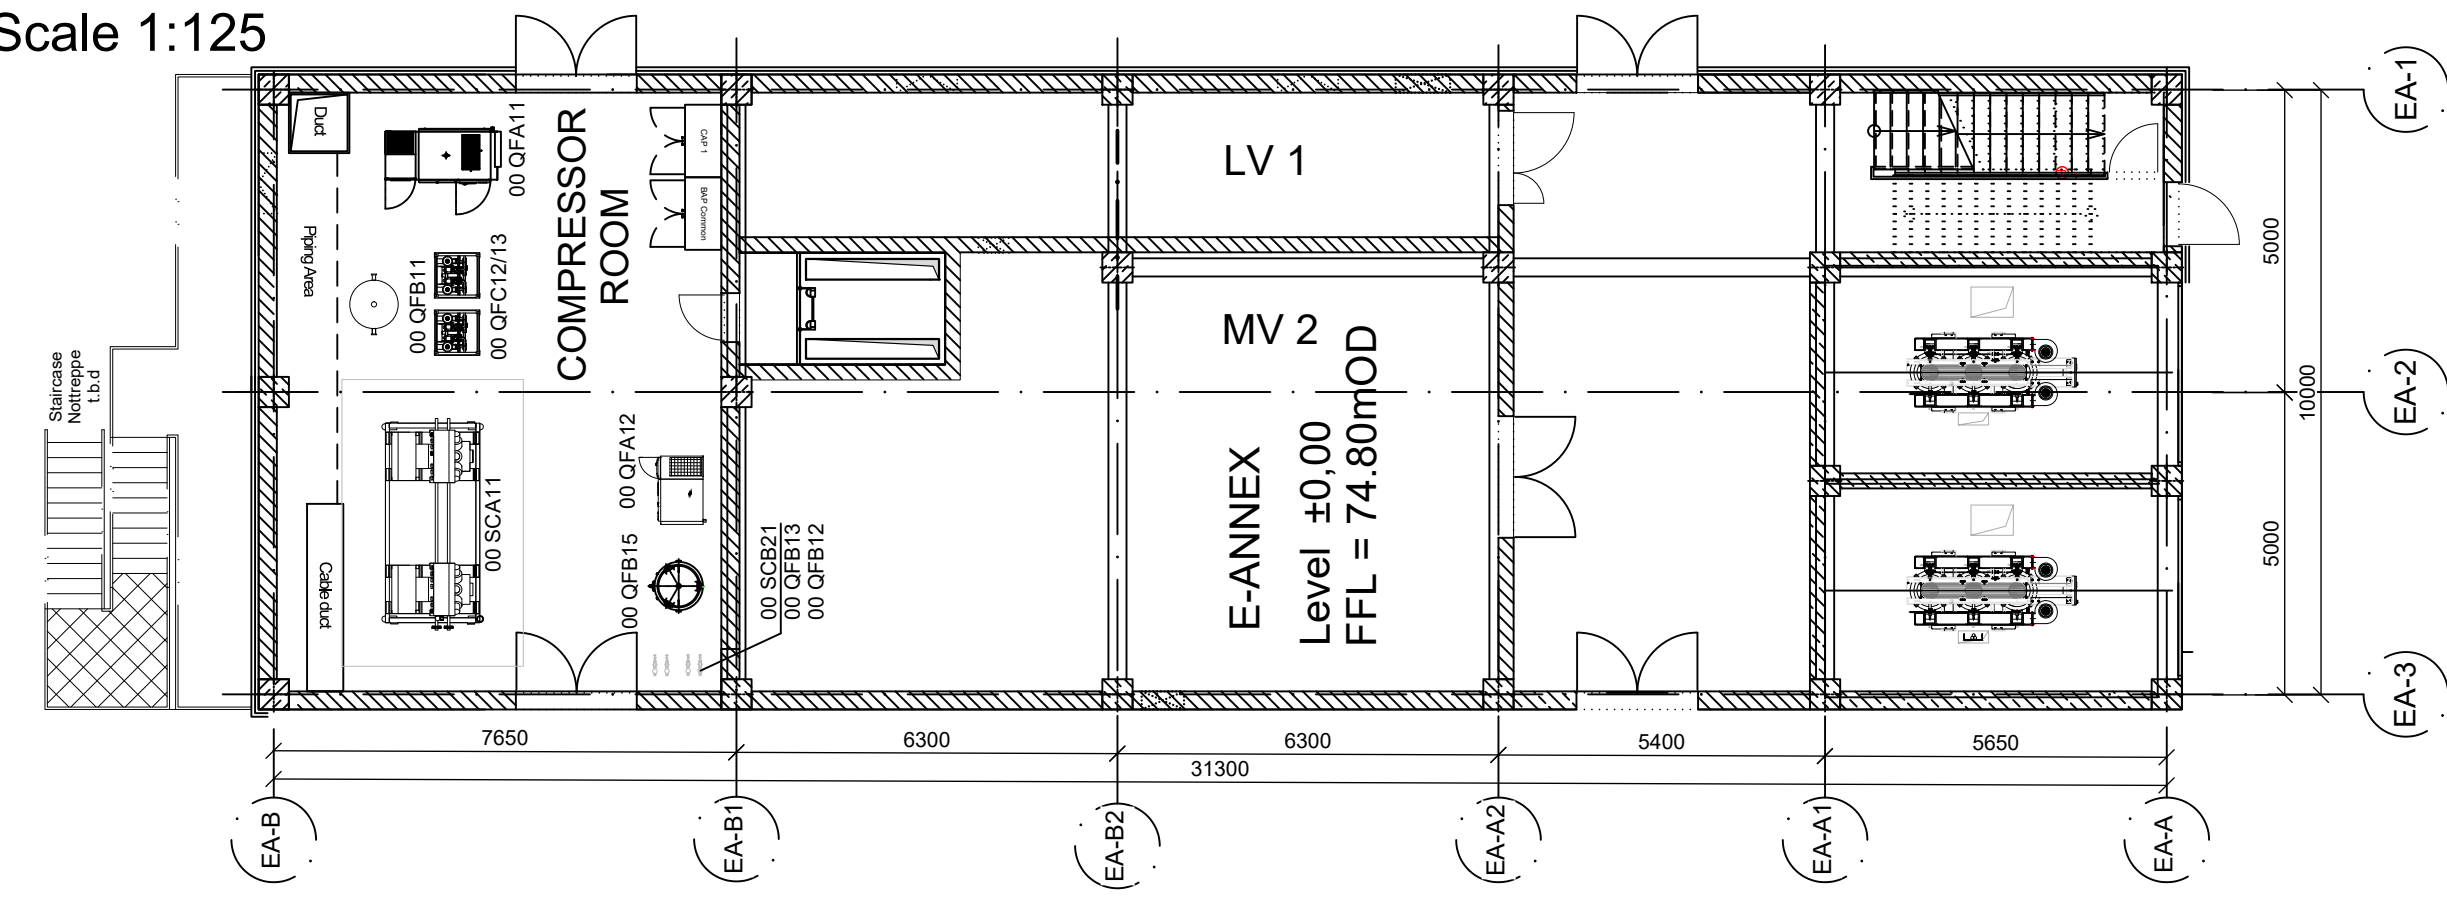 Scale 1:125
Duct
00 QFA11
COMPRESSOR
ROOM
CAP 1
BAP Common
LV 1
Piping Area
00 QFB11
00 QFC12/13
MV 2
Staircase
Nottreppe
t.b.d
00 SCA11
00 QFA12
00 QFB15
Cable duct
00 SCB21
00 QFB13
00 QFB12
E-ANNEX
Level ±0,00
FFL = 74.80mOD
EA-1
5000
10000
EA-2
5000
EA-3
7650
6300
6300
5400
5650
31300
EA-B
EA-B1
EA-B2
EA-A2
EA-A1
EA-A